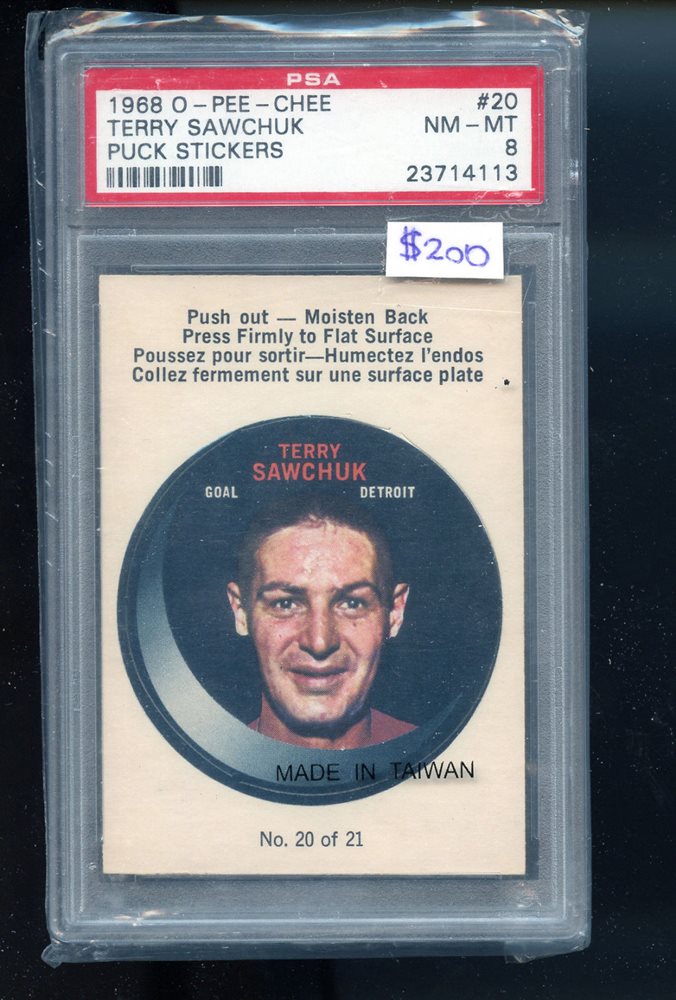 PSA
1968 O-PEE-CHEE #20
TERRY SAWCHUK NM-MT
PUCK STICKERS 8
23714113
$200
Push out — Moisten Back
Press Firmly to Flat Surface
Poussez pour sortir—Humectez l'endos
Collez fermement sur une surface plate
TERRY
SAWCHUK
GOAL DETROIT
MADE IN TAIWAN
No. 20 of 21